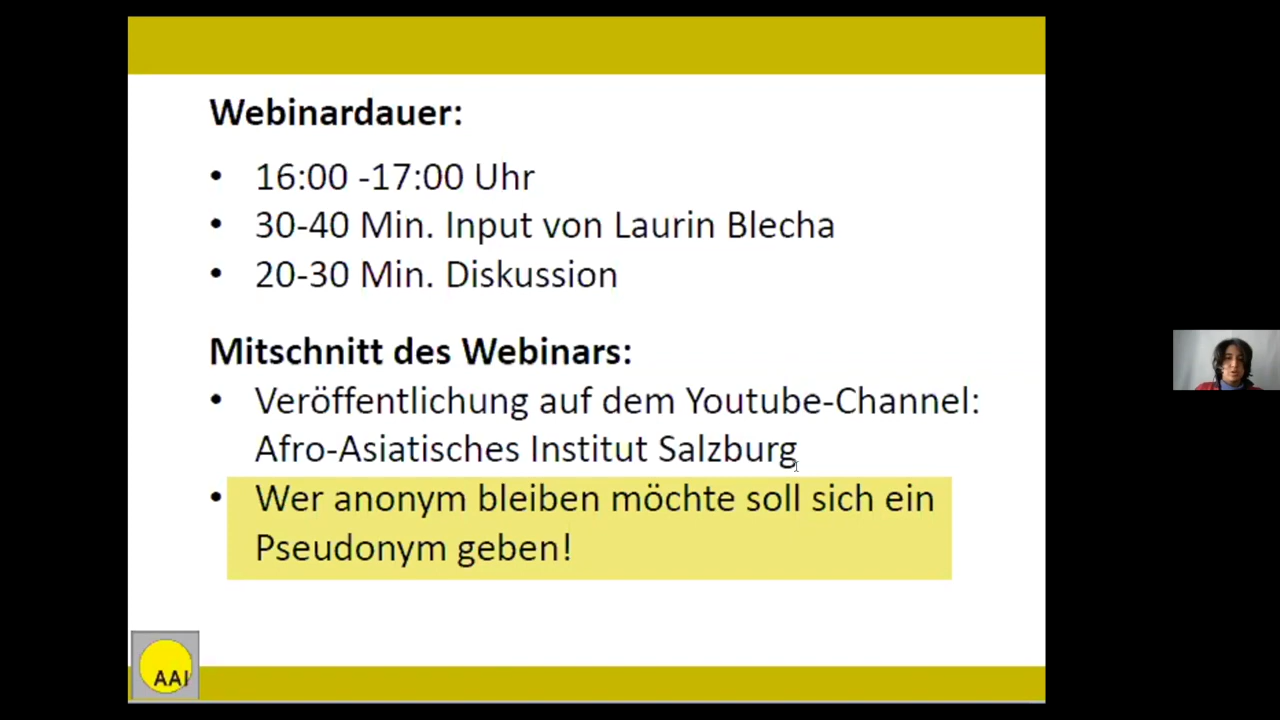 Webinardauer:
• 16:00 -17:00 Uhr
• 30-40 Min. Input von Laurin Blecha
• 20-30 Min. Diskussion
Mitschnitt des Webinars:
• Veröffentlichung auf dem Youtube-Channel:
Afro-Asiatisches Institut Salzburg
• Wer anonym bleiben möchte soll sich ein
Pseudonym geben!
AAI